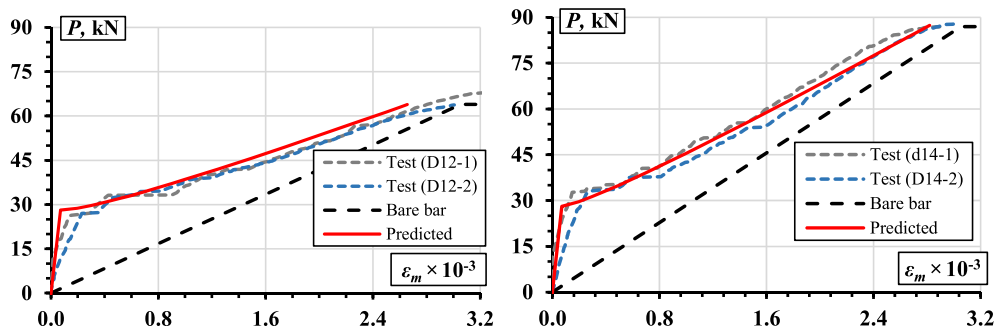 P, kN
90
75
60
45
30
15
0
0.0
0.8
1.6
2.4
3.2
Test (D12-1)
Test (D12-2)
Bare bar
Predicted
εm × 10-3
P, kN
90
75
60
45
30
15
0
0.0
0.8
1.6
2.4
3.2
Test (d14-1)
Test (D14-2)
Bare bar
Predicted
εm × 10-3